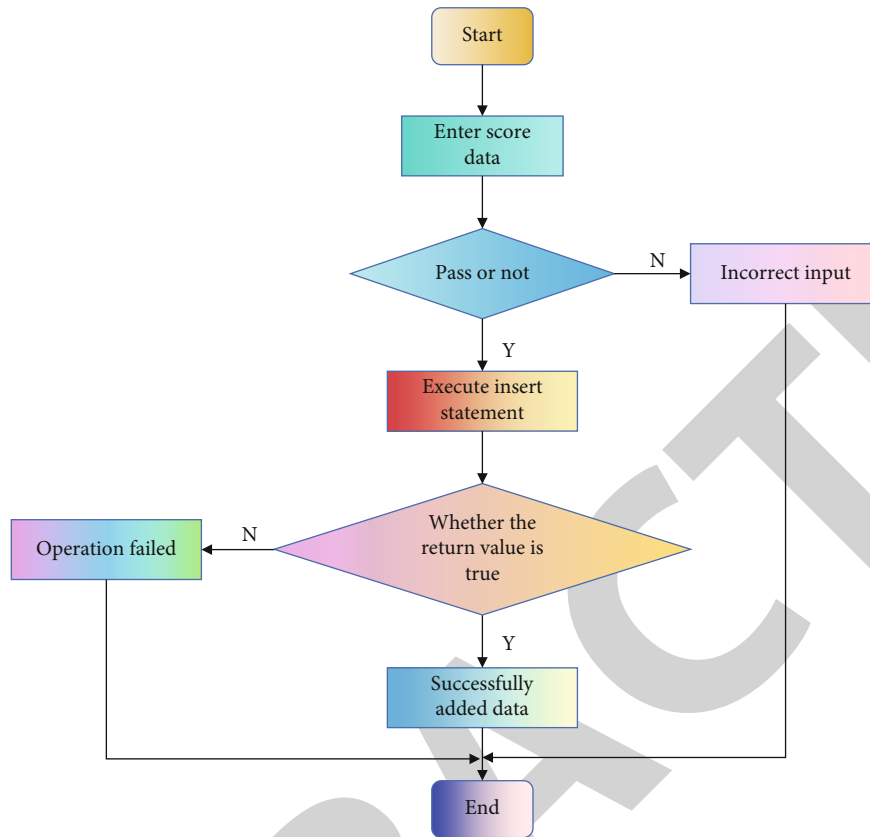 Start
Enter score
data
Pass or not
N
Incorrect input
Y
Execute insert
statement
Whether the
return value is
true
N
Operation failed
Y
Successfully
added data
End